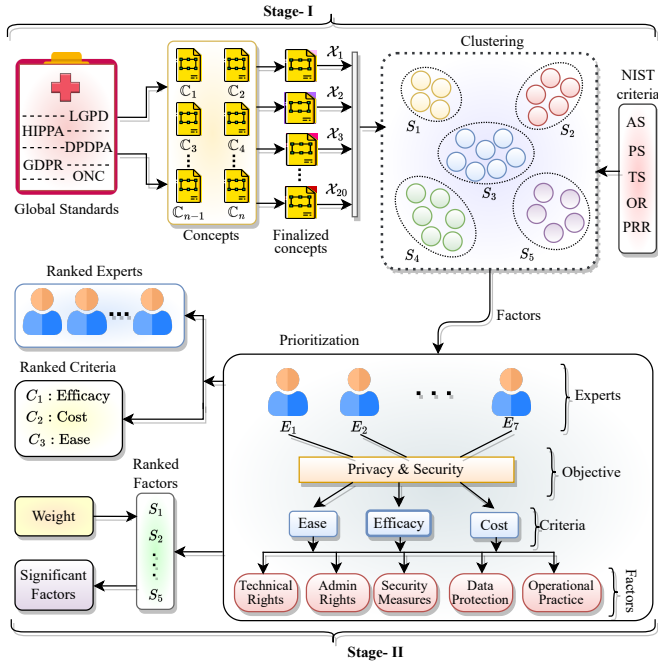 Stage- I
LGPD
HIPPA
DPDPA
GDPR
ONC
Global Standards
ℂ₁
ℂ₂
ℂ₃
ℂ₄
ℂₙ₋₁
ℂₙ
Concepts
𝒳₁
𝒳₂
𝒳₃
𝒳₂₀
Finalized
concepts
Clustering
S₁
S₂
S₃
S₄
S₅
NIST
criteria
AS
PS
TS
OR
PRR
Factors
Ranked Experts
Ranked Criteria
C₁ : Efficacy
C₂ : Cost
C₃ : Ease
Ranked
Factors
Weight
Significant
Factors
S₁
S₂
S₅
Prioritization
E₁
E₂
E₇
Experts
Privacy & Security
Objective
Ease
Efficacy
Cost
Criteria
Technical
Rights
Admin
Rights
Security
Measures
Data
Protection
Operational
Practice
Factors
Stage- II